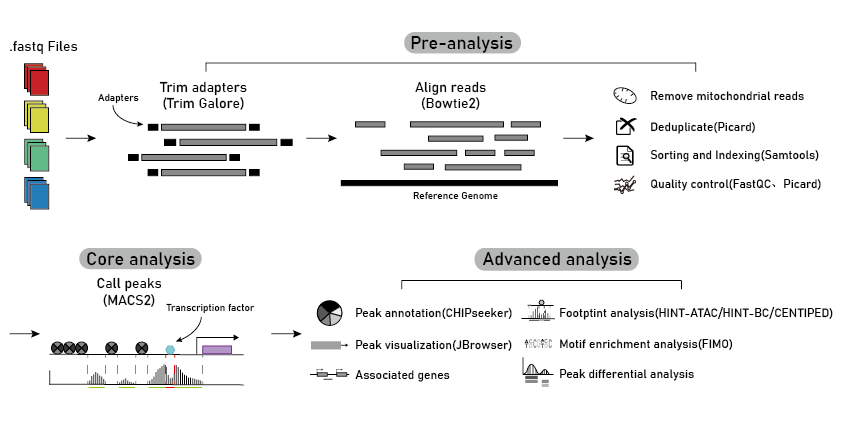 Pre-analysis
.fastq Files
Trim adapters
(Trim Galore)
Adapters
Align reads
(Bowtie2)
Reference Genome
Remove mitochondrial reads
Deduplicate(Picard)
Sorting and Indexing(Samtools)
Quality control(FastQC、Picard)
Core analysis
Call peaks
(MACS2)
Transcription factor
Advanced analysis
Peak annotation(CHIPseeker)
Peak visualization(JBrowser)
Associated genes
Footptint analysis(HINT-ATAC/HINT-BC/CENTIPED)
Motif enrichment analysis(FIMO)
Peak differential analysis